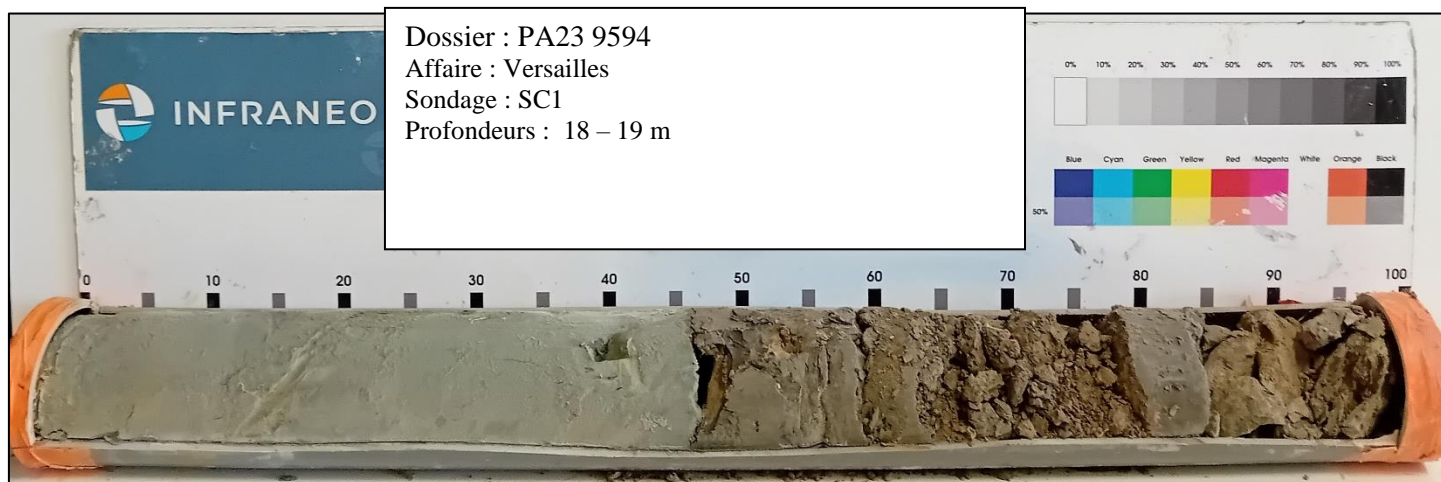 INFRANEO
Dossier : PA23 9594
Affaire : Versailles
Sondage : SC1
Profondeurs : 18 – 19 m
0% 10% 20% 30% 40% 50% 60% 70% 80% 90% 100%
Blue Cyan Green Yellow Red Magenta White Orange Black
50%
0 10 20 30 40 50 60 70 80 90 100